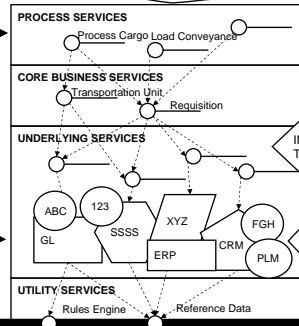 PROCESS SERVICES
Process Cargo Load Conveyance
CORE BUSINESS SERVICES
Transportation Unit
Requisition
UNDERLYING SERVICES
ABC
123
GL
SSSS
XYZ
ERP
CRM
FGH
PLM
UTILITY SERVICES
Rules Engine
Reference Data